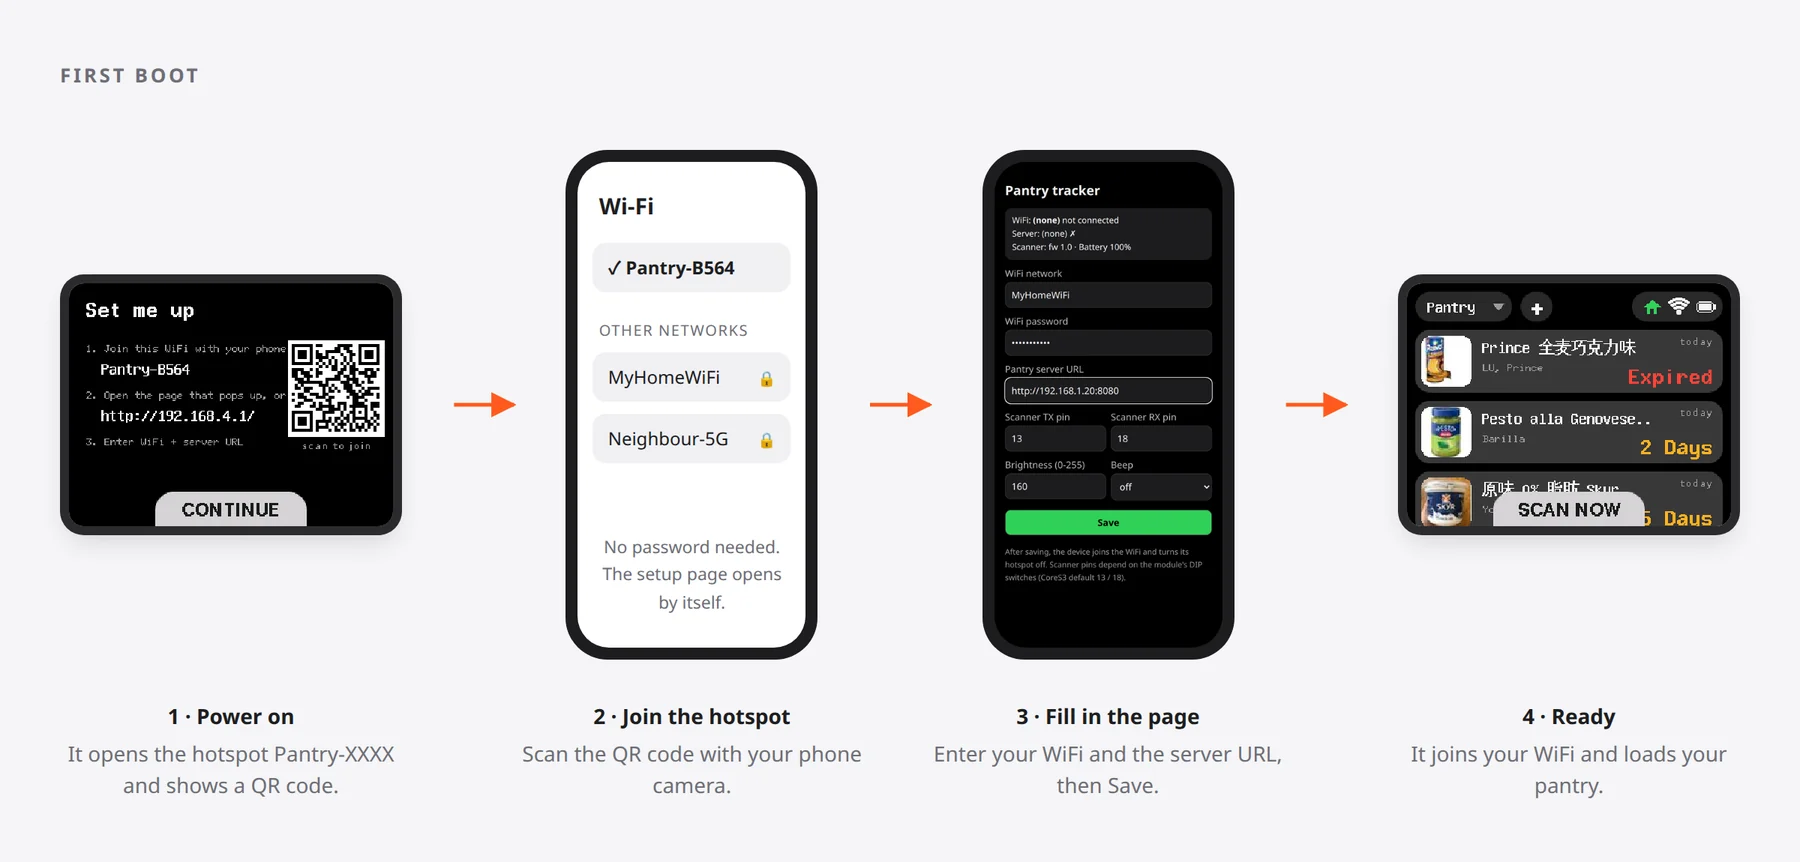 FIRST BOOT
Set me up
1. Join this WiFi with your phone
Pantry-B564
2. Open the page that pops up, or
http://192.168.4.1/
3. Enter WiFi + server URL
scan to join
CONTINUE
1 · Power on
It opens the hotspot Pantry-XXXX
and shows a QR code.
Wi-Fi
✓ Pantry-B564
OTHER NETWORKS
MyHomeWiFi 🔒
Neighbour-5G 🔒
No password needed.
The setup page opens
by itself.
2 · Join the hotspot
Scan the QR code with your phone
camera.
Pantry tracker
WiFi: (none) not connected
Server: (none) ✗
Scanner: fw 1.0 · Battery 100%
WiFi network
MyHomeWiFi
WiFi password
•••••••••••
Pantry server URL
http://192.168.1.20:8080
Scanner TX pin Scanner RX pin
13 18
Brightness (0-255) Beep
160 off
Save
After saving, the device joins the WiFi and turns its
hotspot off. Scanner pins depend on the module's DIP
switches (CoreS3 default 13 / 18).
3 · Fill in the page
Enter your WiFi and the server URL,
then Save.
Pantry +
Prince 全麦巧克力味 today
LU, Prince
Expired
Pesto alla Genovese.. today
Barilla
2 Days
原味 0% 脂肪 Skyr today
Days
SCAN NOW
4 · Ready
It joins your WiFi and loads your
pantry.